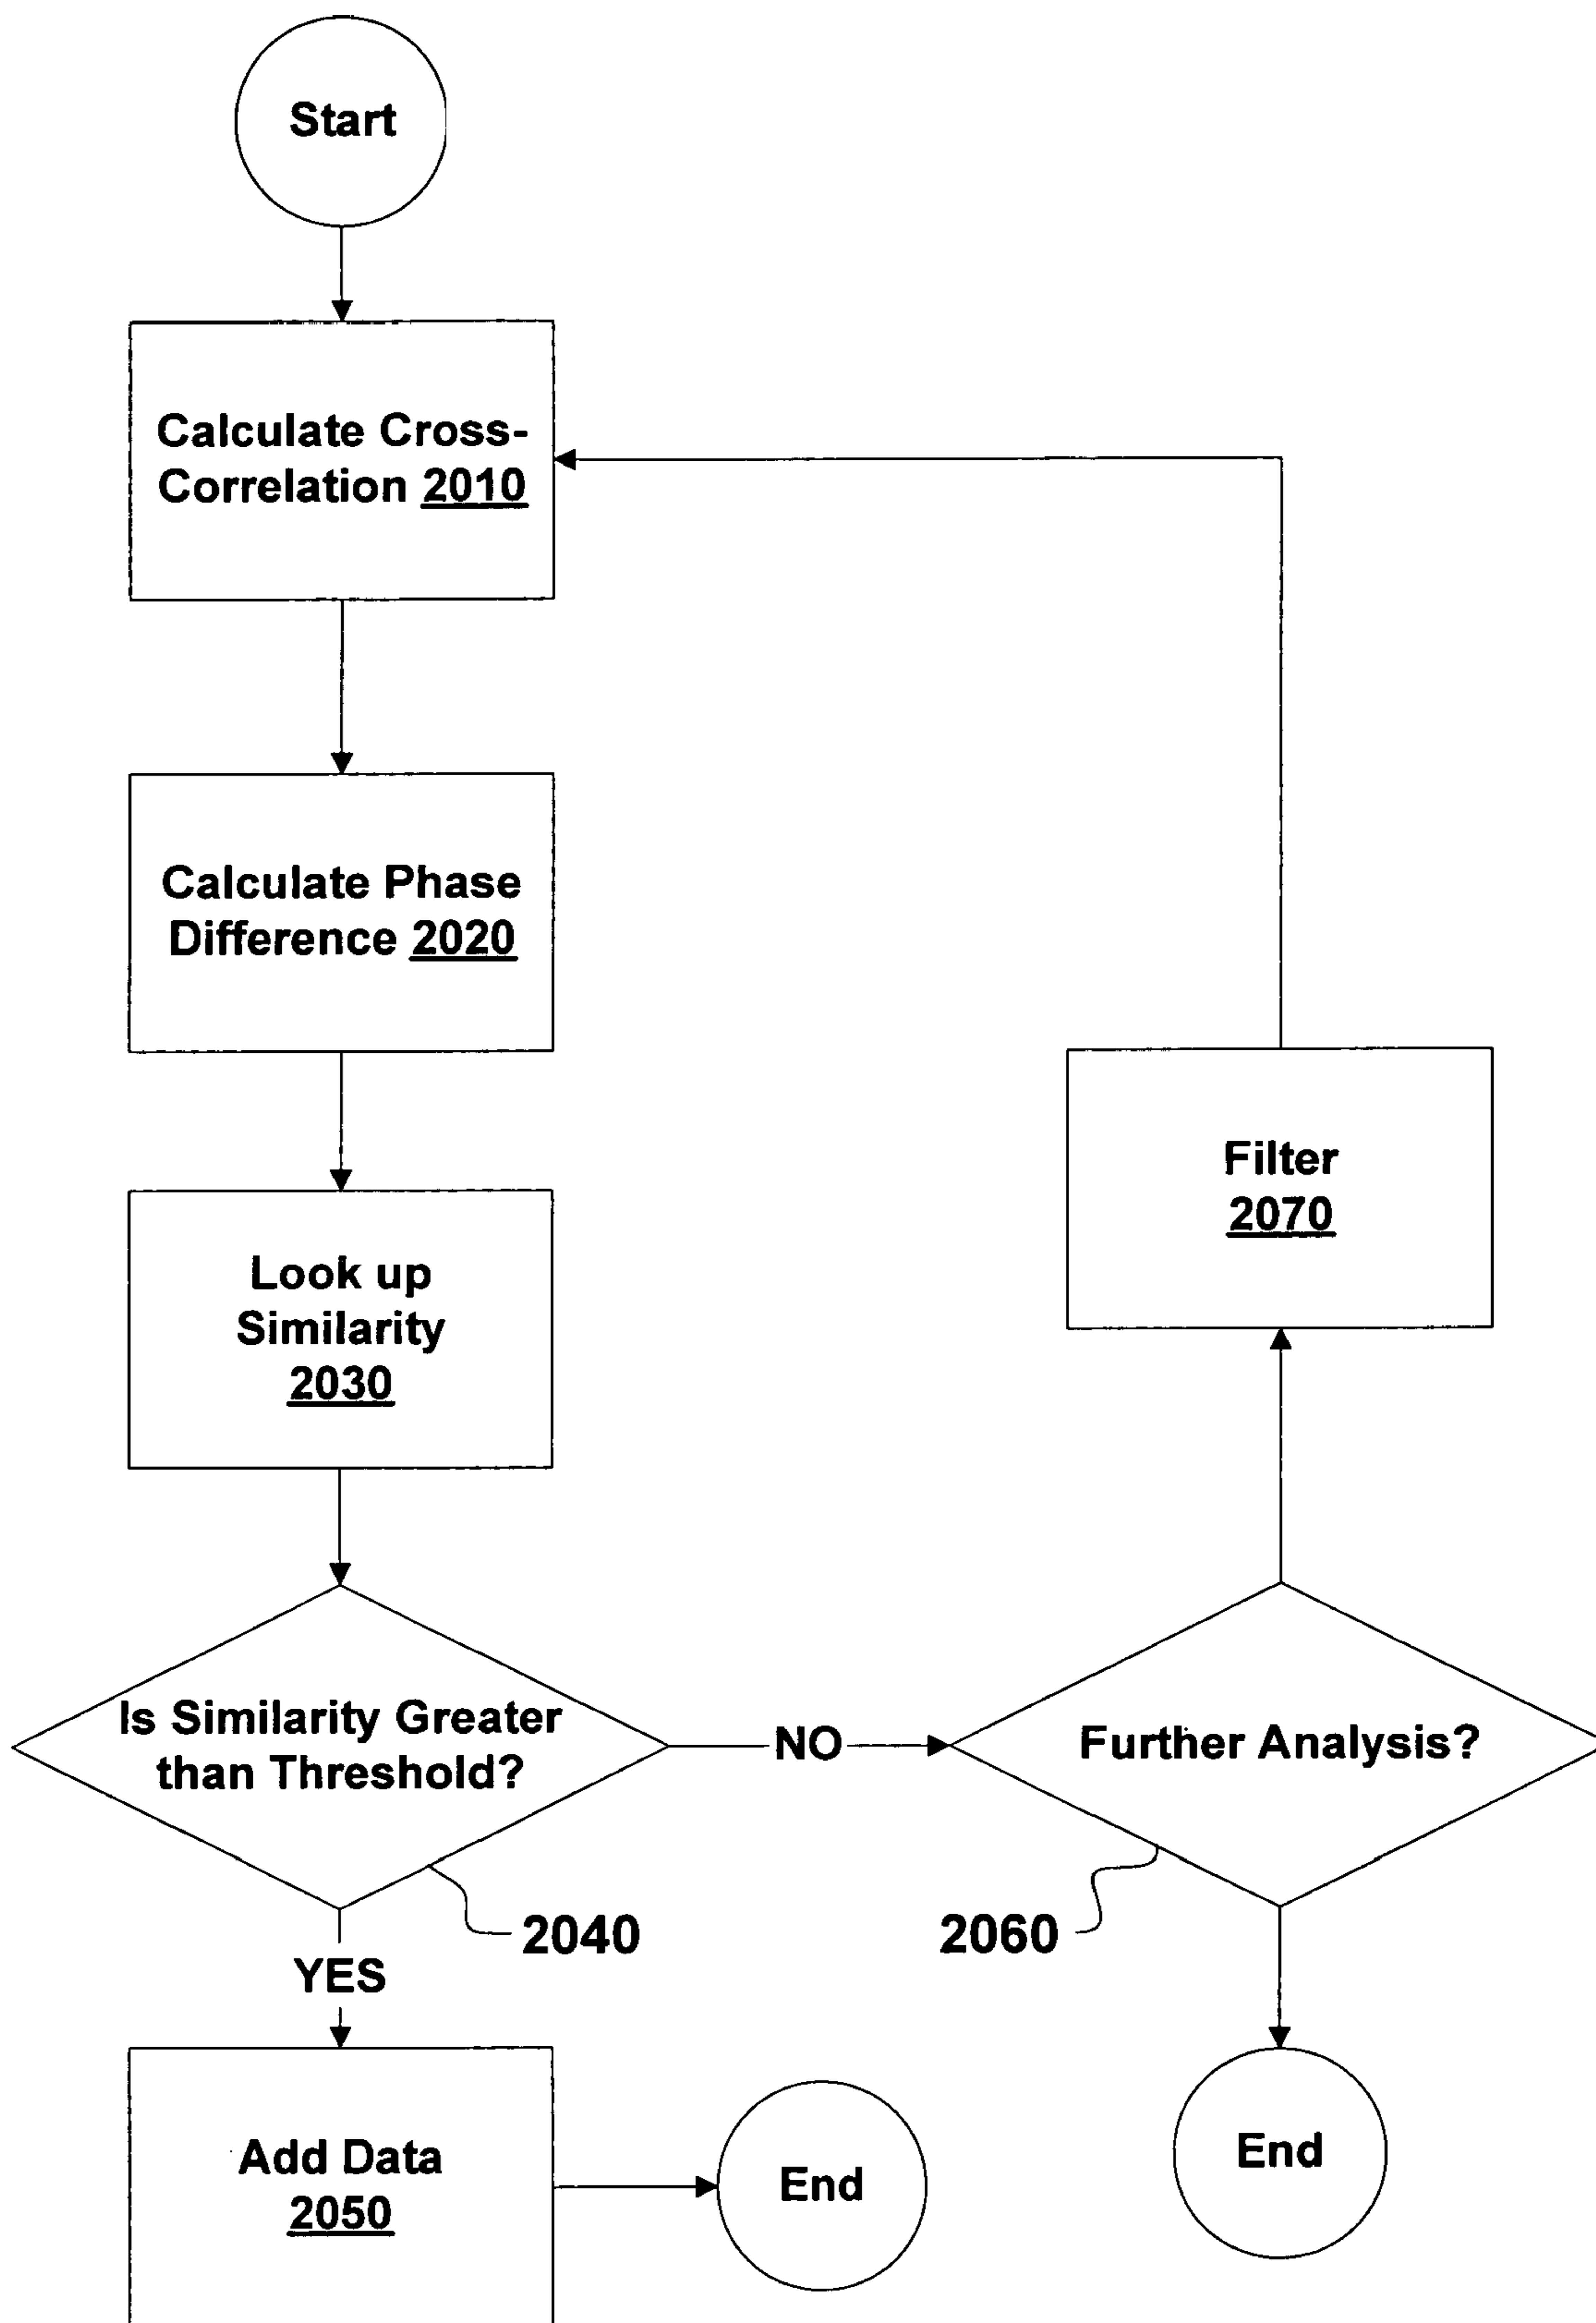 Start
Calculate Cross-
Correlation 2010
Calculate Phase
Difference 2020
Look up
Similarity
2030
Is Similarity Greater
than Threshold?
2040
NO
YES
Add Data
2050
End
Further Analysis?
2060
Filter
2070
End